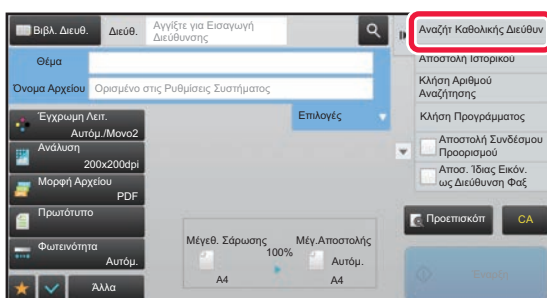 Βιβλ. Διευθ.
Διεύθ.
Αγγίξτε για Εισαγωγή
Διεύθυνσης
Θέμα
Όνομα Αρχείου
Ορισμένο στις Ρυθμίσεις Συστήματος
Έγχρωμη Λειτ.
Αυτόμ./Μονο2
Ανάλυση
200x200dpi
Μορφή Αρχείου
PDF
Πρωτότυπο
Φωτεινότητα
Αυτόμ.
Άλλα
Επιλογές
Μέγεθ. Σάρωσης
100%
Μέγ.Αποστολής
Αυτόμ.
A4
A4
Αναζήτ Καθολικής Διεύθυν
Αποστολή Ιστορικού
Κλήση Αριθμού
Αναζήτησης
Κλήση Προγράμματος
Αποστολή Συνδέσμου
Προορισμού
Αποσ. Ίδιας Εικόν.
ως Διεύθυνση Φαξ
Προεπισκόπ
CA
Έναρξη